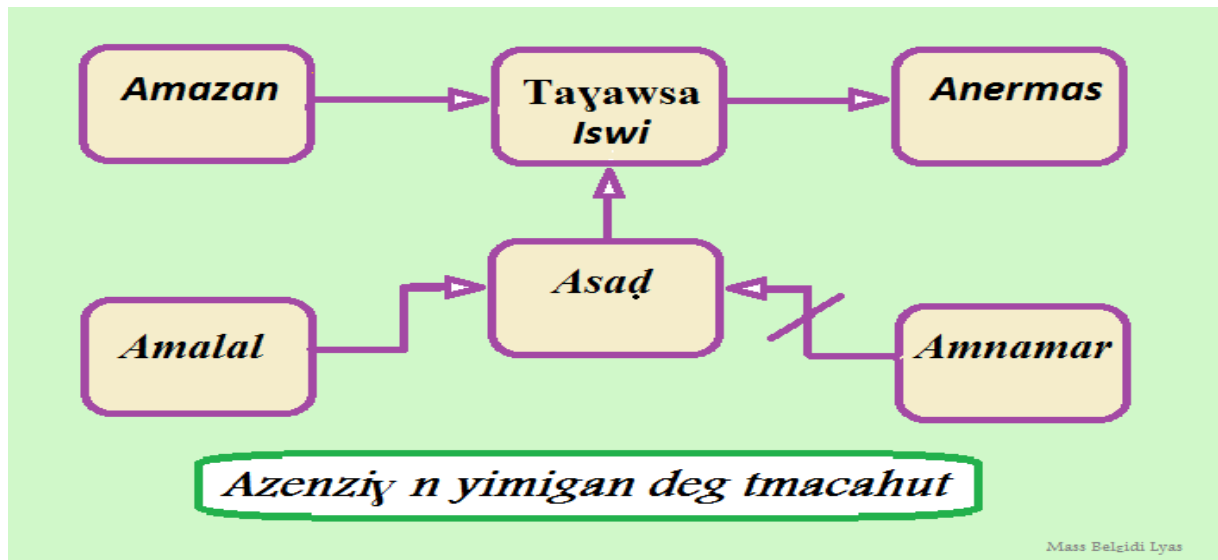 Amazan
Taɣawsa
Iswi
Anermas
Asaḍ
Amalal
Amnamar
Azenziɣ n yimigan deg tmacahut
Mass Belgidi Lyas